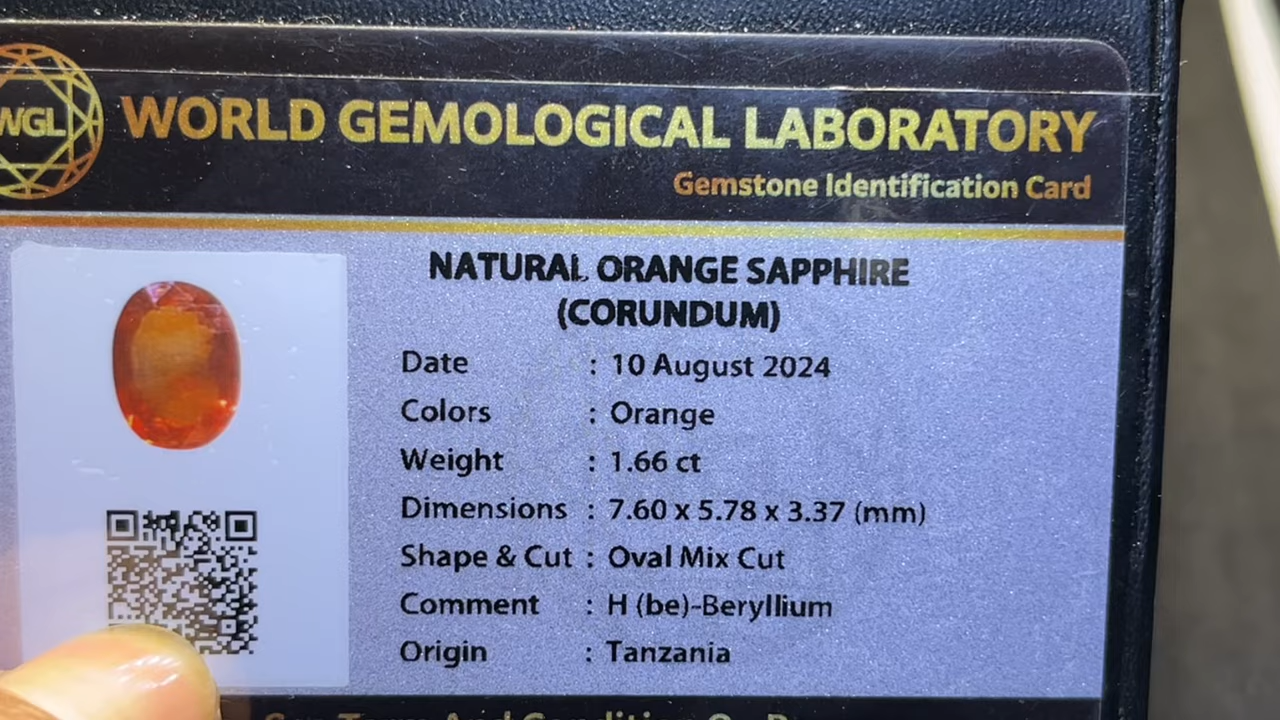 WGL
WORLD GEMOLOGICAL LABORATORY
Gemstone Identification Card
NATURAL ORANGE SAPPHIRE
(CORUNDUM)
Date : 10 August 2024
Colors : Orange
Weight : 1.66 ct
Dimensions : 7.60 x 5.78 x 3.37 (mm)
Shape & Cut : Oval Mix Cut
Comment : H (be)-Beryllium
Origin : Tanzania